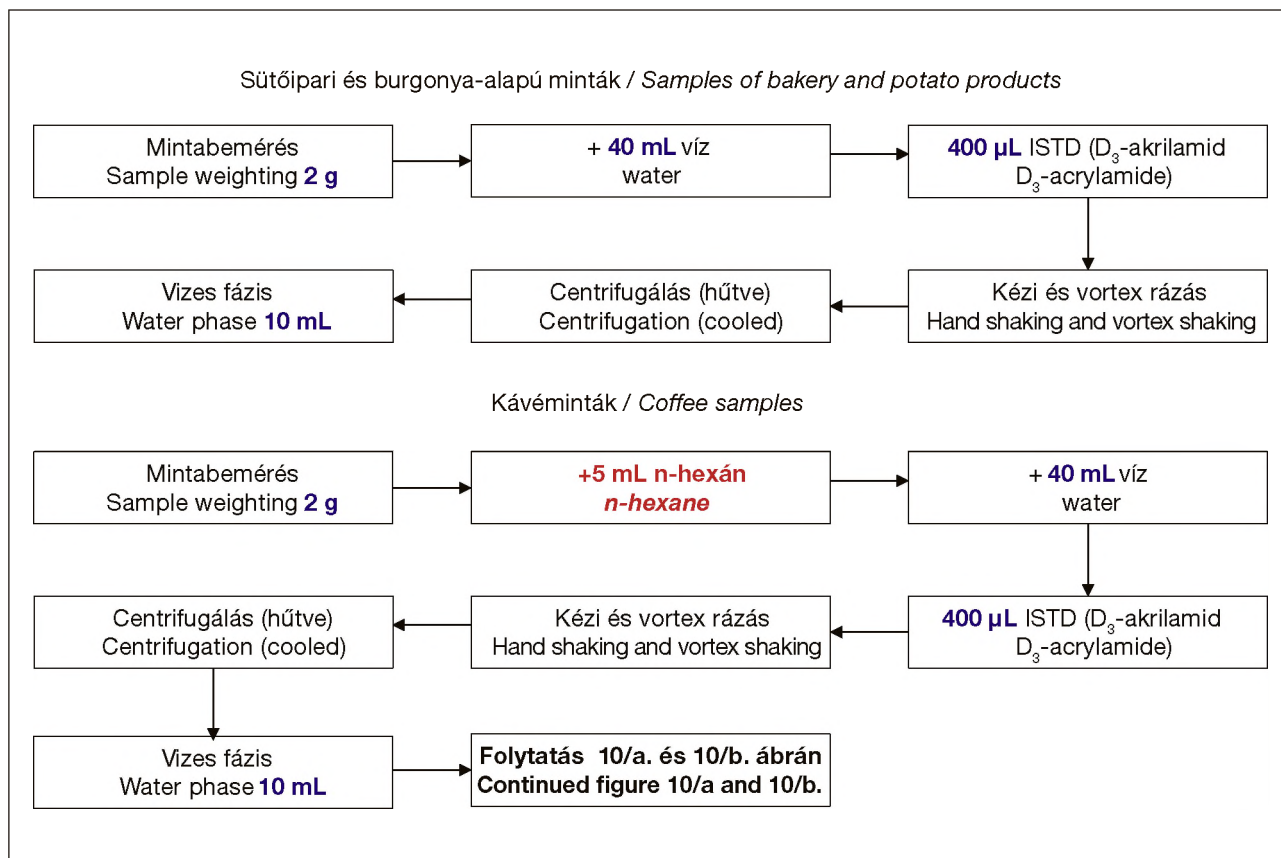 Sütőipari és burgonya-alapú minták / Samples of bakery and potato products
Mintabemérés
Sample weighting 2 g
+ 40 mL víz
water
400 µL ISTD (D₃-akrilamid
D₃-acrylamide)
Vizes fázis
Water phase 10 mL
Centrifugálás (hűtve)
Centrifugation (cooled)
Kézi és vortex rázás
Hand shaking and vortex shaking
Kávéminták / Coffee samples
Mintabemérés
Sample weighting 2 g
+5 mL n-hexán
n-hexane
+ 40 mL víz
water
Centrifugálás (hűtve)
Centrifugation (cooled)
Kézi és vortex rázás
Hand shaking and vortex shaking
400 µL ISTD (D₃-akrilamid
D₃-acrylamide)
Vizes fázis
Water phase 10 mL
Folytatás 10/a. és 10/b. ábrán
Continued figure 10/a and 10/b.